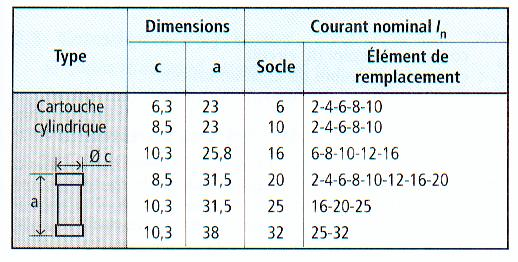 Type Dimensions Courant nominal Iₙ
c a Socle Élément de
remplacement
Cartouche
cylindrique
Ø c
a
6,3 23 6 2-4-6-8-10
8,5 23 10 2-4-6-8-10
10,3 25,8 16 6-8-10-12-16
8,5 31,5 20 2-4-6-8-10-12-16-20
10,3 31,5 25 16-20-25
10,3 38 32 25-32